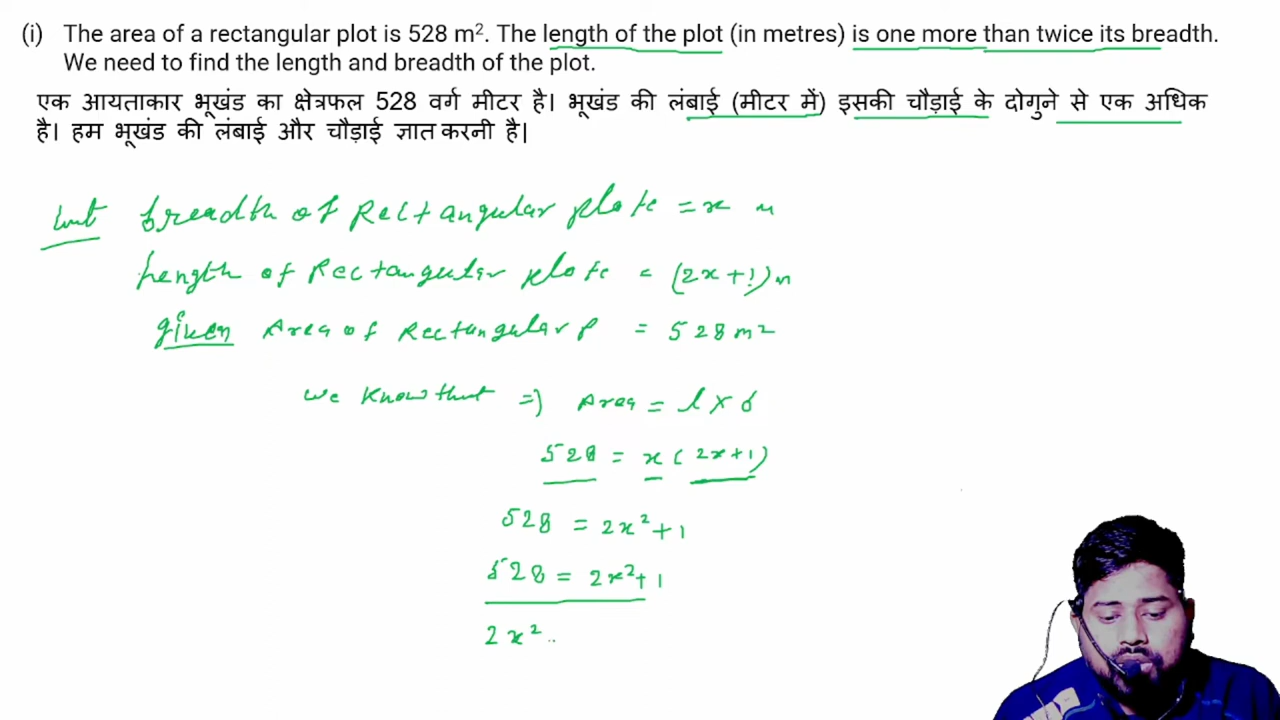 (i) The area of a rectangular plot is 528 m². The length of the plot (in metres) is one more than twice its breadth.
We need to find the length and breadth of the plot.
एक आयताकार भूखंड का क्षेत्रफल 528 वर्ग मीटर है। भूखंड की लंबाई (मीटर में) इसकी चौड़ाई के दोगुने से एक अधिक
है। हम भूखंड की लंबाई और चौड़ाई ज्ञात करनी है।
breadth of Rectangular plote = x m
Length of Rectangular plote = (2x+1) m
given Area of Rectangular P = 528 m²
we know that => Area = l × b
528 = x (2x+1)
528 = 2x² + 1
528 = 2x² + 1
2x²